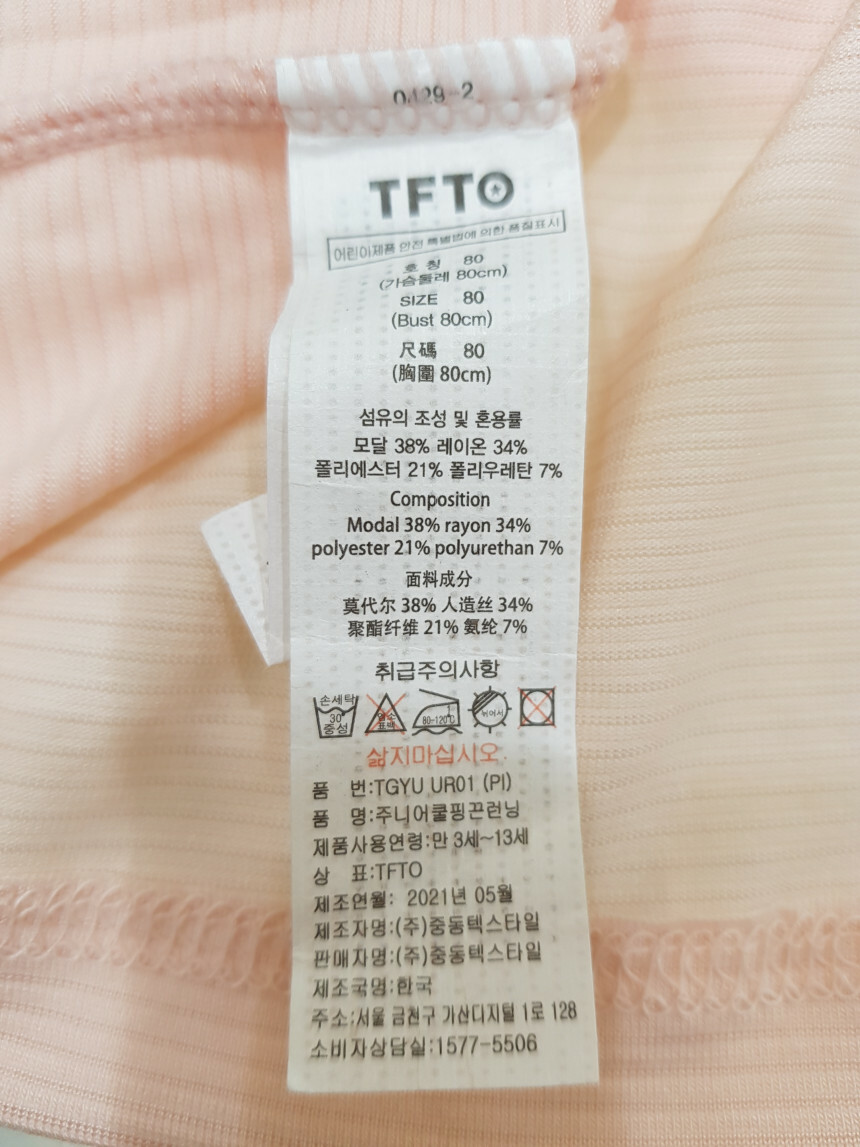 0429-2
TFTO
어린이제품 안전 특별법에 의한 품질표시
호 칭 80
(가슴둘레 80cm)
SIZE 80
(Bust 80cm)
尺碼 80
(胸圍 80cm)
섬유의 조성 및 혼용률
모달 38% 레이온 34%
폴리에스터 21% 폴리우레탄 7%
Composition
Modal 38% rayon 34%
polyester 21% polyurethan 7%
面料成分
莫代尔 38% 人造丝 34%
聚酯纤维 21% 氨纶 7%
취급주의사항
손세탁 30° 중성 염소 표백 80-120°C 뉘어서
삶지마십시오
품 번:TGYU UR01 (PI)
품 명:주니어쿨핑끈런닝
제품사용연령:만 3세~13세
상 표:TFTO
제조연월: 2021년 05월
제조자명:(주)중동텍스타일
판매자명:(주)중동텍스타일
제조국명:한국
주소:서울 금천구 가산디지털 1로 128
소비자상담실:1577-5506